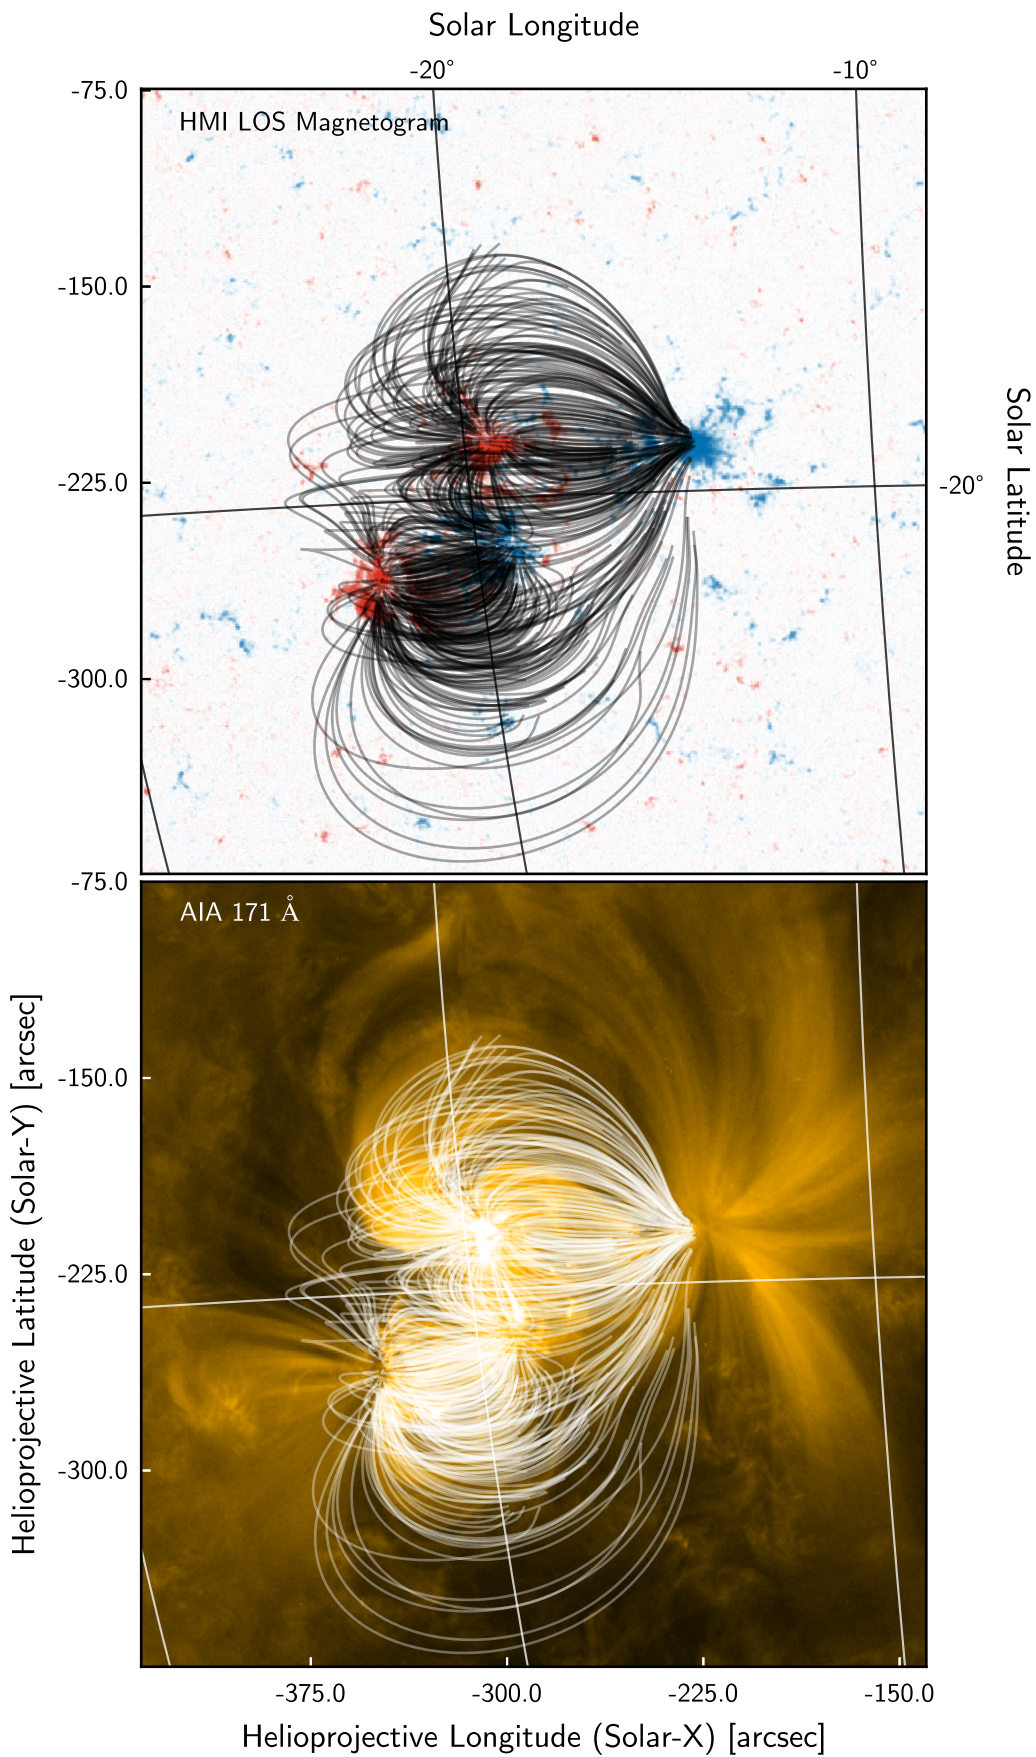 Solar Longitude
-20°
-10°
-75.0
HMI LOS Magnetogram
-150.0
-225.0
-20°
Solar Latitude
-300.0
-75.0
AIA 171 Å
-150.0
-225.0
-300.0
Helioprojective Latitude (Solar-Y) [arcsec]
-375.0
-300.0
-225.0
-150.0
Helioprojective Longitude (Solar-X) [arcsec]